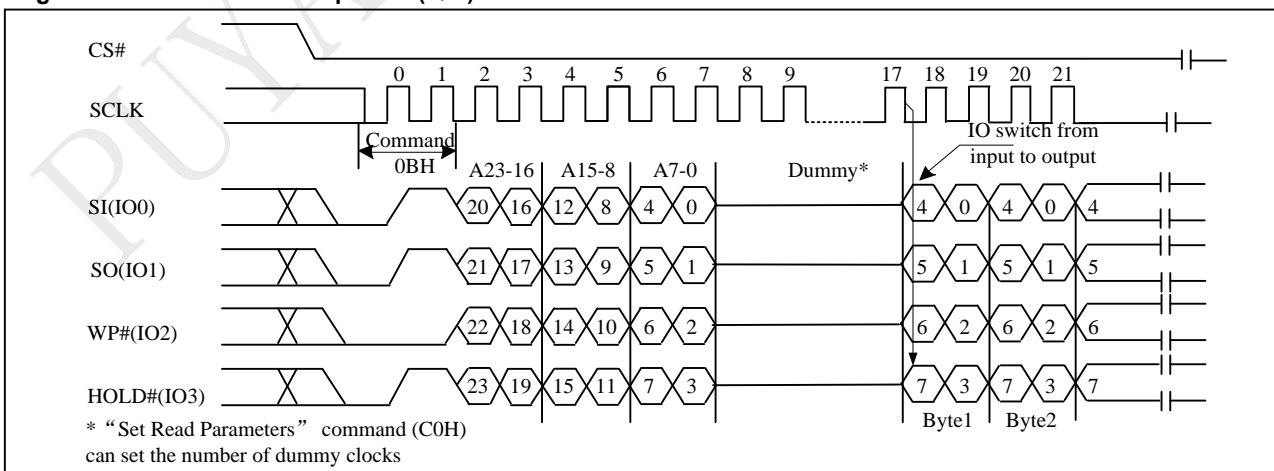 CS#
0 1 2 3 4 5 6 7 8 9 17 18 19 20 21
SCLK
Command
0BH
IO switch from
input to output
A23-16 A15-8 A7-0 Dummy*
SI(IO0) 20 16 12 8 4 0 4 0 4 0 4
SO(IO1) 21 17 13 9 5 1 5 1 5 1 5
WP#(IO2) 22 18 14 10 6 2 6 2 6 2 6
HOLD#(IO3) 23 19 15 11 7 3 7 3 7 3 7
Byte1 Byte2
* “Set Read Parameters” command (C0H)
can set the number of dummy clocks
PUYA